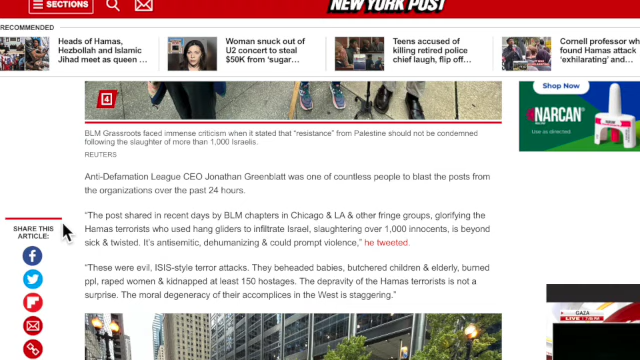 SECTIONS
NEW YORK POST
RECOMMENDED
Heads of Hamas,
Hezbollah and Islamic
Jihad meet as queen ...
Woman snuck out of
U2 concert to steal
$50K from ‘sugar...
Teens accused of
killing retired police
chief laugh, flip off...
Cornell professor wh
found Hamas attack
‘exhilarating’ and...
4
BLM Grassroots faced immense criticism when it stated that “resistance” from Palestine should not be condemned
following the slaughter of more than 1,000 Israelis.
REUTERS
Shop Now
NARCAN
Use as directed
Anti-Defamation League CEO Jonathan Greenblatt was one of countless people to blast the posts from
the organizations over the past 24 hours.
SHARE THIS
ARTICLE:
“The post shared in recent days by BLM chapters in Chicago & LA & other fringe groups, glorifying the
Hamas terrorists who used hang gliders to infiltrate Israel, slaughtering over 1,000 innocents, is beyond
sick & twisted. It’s antisemitic, dehumanizing & could prompt violence,” he tweeted.
“These were evil, ISIS-style terror attacks. They beheaded babies, butchered children & elderly, burned
ppl, raped women & kidnapped at least 150 hostages. The depravity of the Hamas terrorists is not a
surprise. The moral degeneracy of their accomplices in the West is staggering.”
GAZA
LIVE